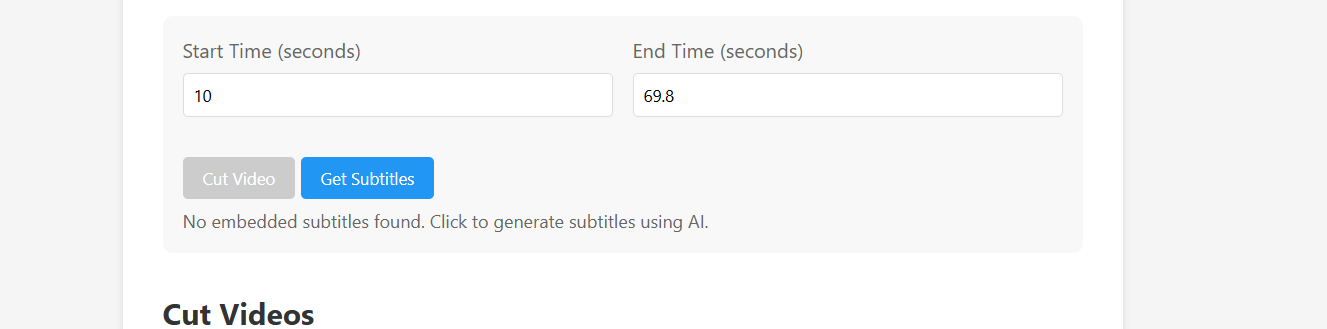 Start Time (seconds) End Time (seconds)
10 69.8
Cut Video Get Subtitles
No embedded subtitles found. Click to generate subtitles using AI.
Cut Videos